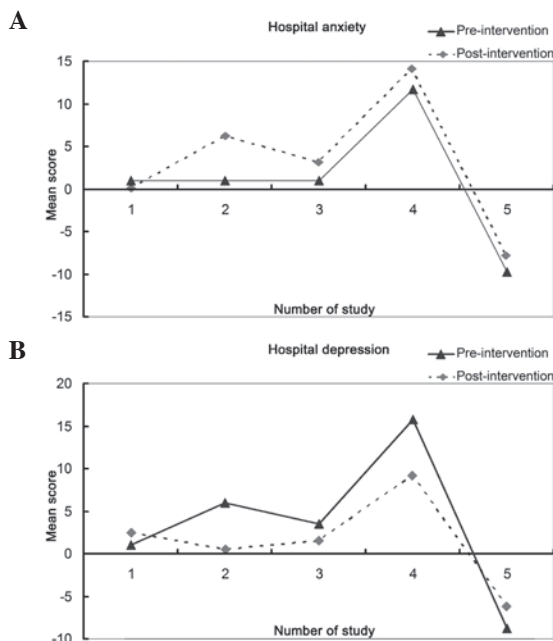 A
Hospital anxiety
Pre-intervention
Post-intervention
15
10
5
0
-5
-10
-15
Mean score
1 2 3 4 5
Number of study
B
Hospital depression
Pre-intervention
Post-intervention
20
15
10
5
0
-5
-10
Mean score
1 2 3 4 5
Number of study